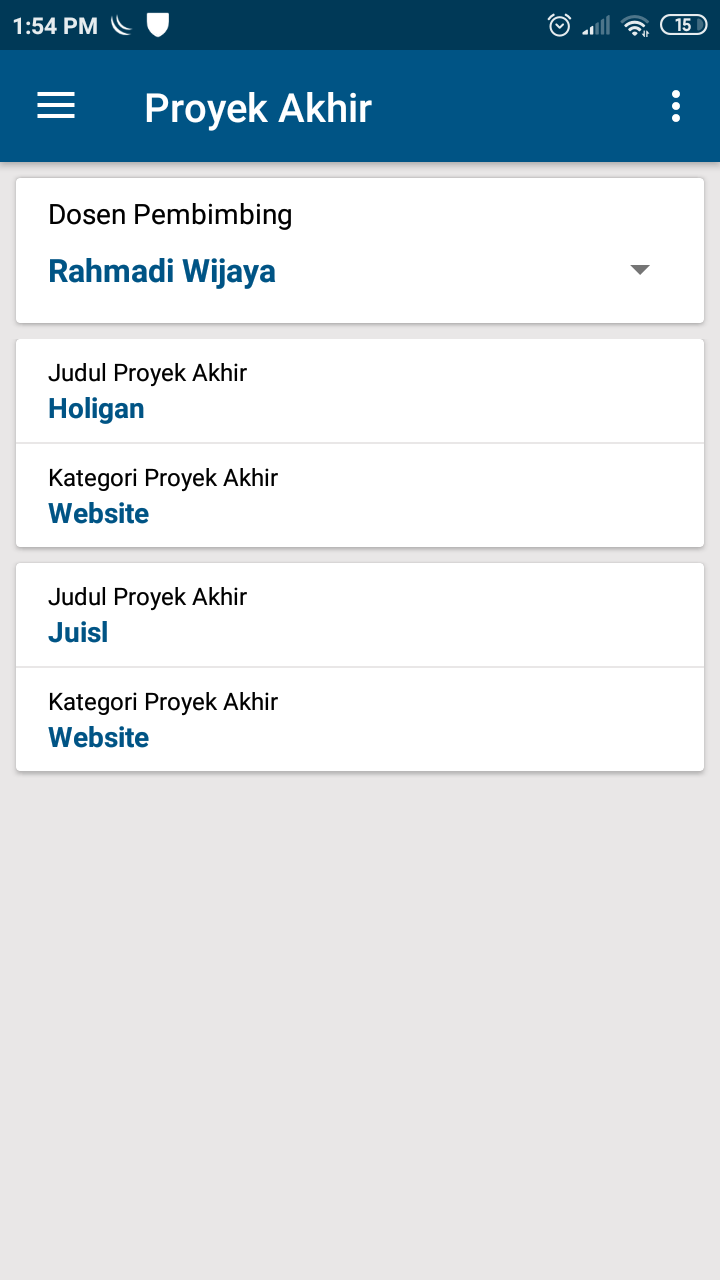 1:54 PM
15
Proyek Akhir
Dosen Pembimbing
Rahmadi Wijaya
Judul Proyek Akhir
Holigan
Kategori Proyek Akhir
Website
Judul Proyek Akhir
Juisl
Kategori Proyek Akhir
Website